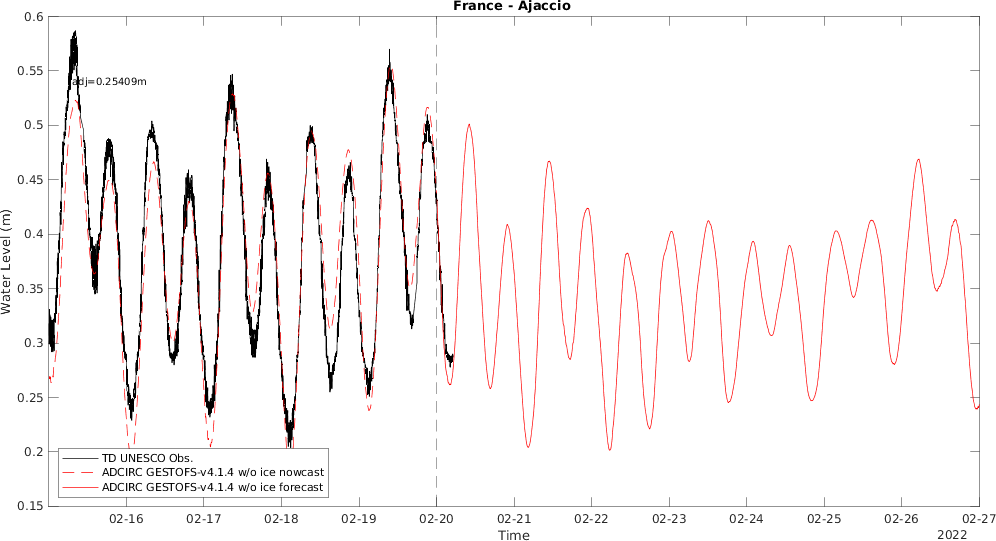 France - Ajaccio
0.6
0.55
0.5
0.45
0.4
0.35
0.3
0.25
0.2
0.15
Water Level (m)
adj=0.25409m
TD UNESCO Obs.
ADCIRC GESTOFS-v4.1.4 w/o ice nowcast
ADCIRC GESTOFS-v4.1.4 w/o ice forecast
02-16 02-17 02-18 02-19 02-20 02-21 02-22 02-23 02-24 02-25 02-26 02-27
Time
2022